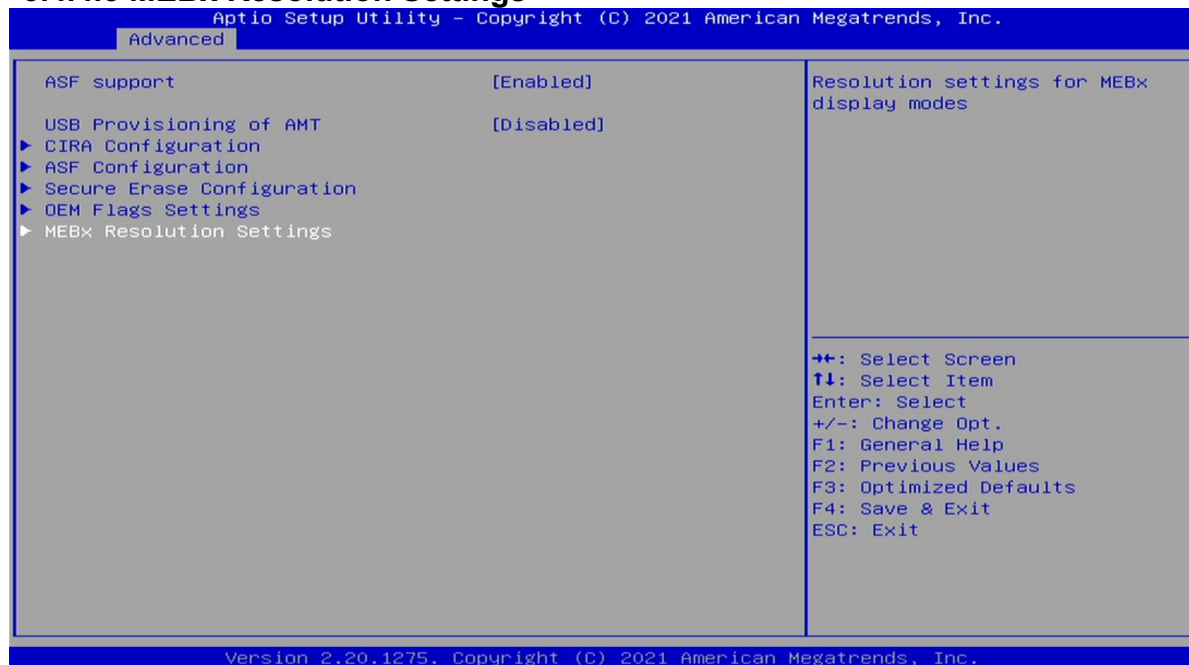 MEBx Resolution Settings
Aptio Setup Utility – Copyright (C) 2021 American Megatrends, Inc.
Advanced
ASF support [Enabled]
USB Provisioning of AMT [Disabled]
► CIRA Configuration
► ASF Configuration
► Secure Erase Configuration
► OEM Flags Settings
► MEBx Resolution Settings
Resolution settings for MEBx
display modes
→←: Select Screen
↑↓: Select Item
Enter: Select
+/-: Change Opt.
F1: General Help
F2: Previous Values
F3: Optimized Defaults
F4: Save & Exit
ESC: Exit
Version 2.20.1275. Copyright (C) 2021 American Megatrends, Inc.